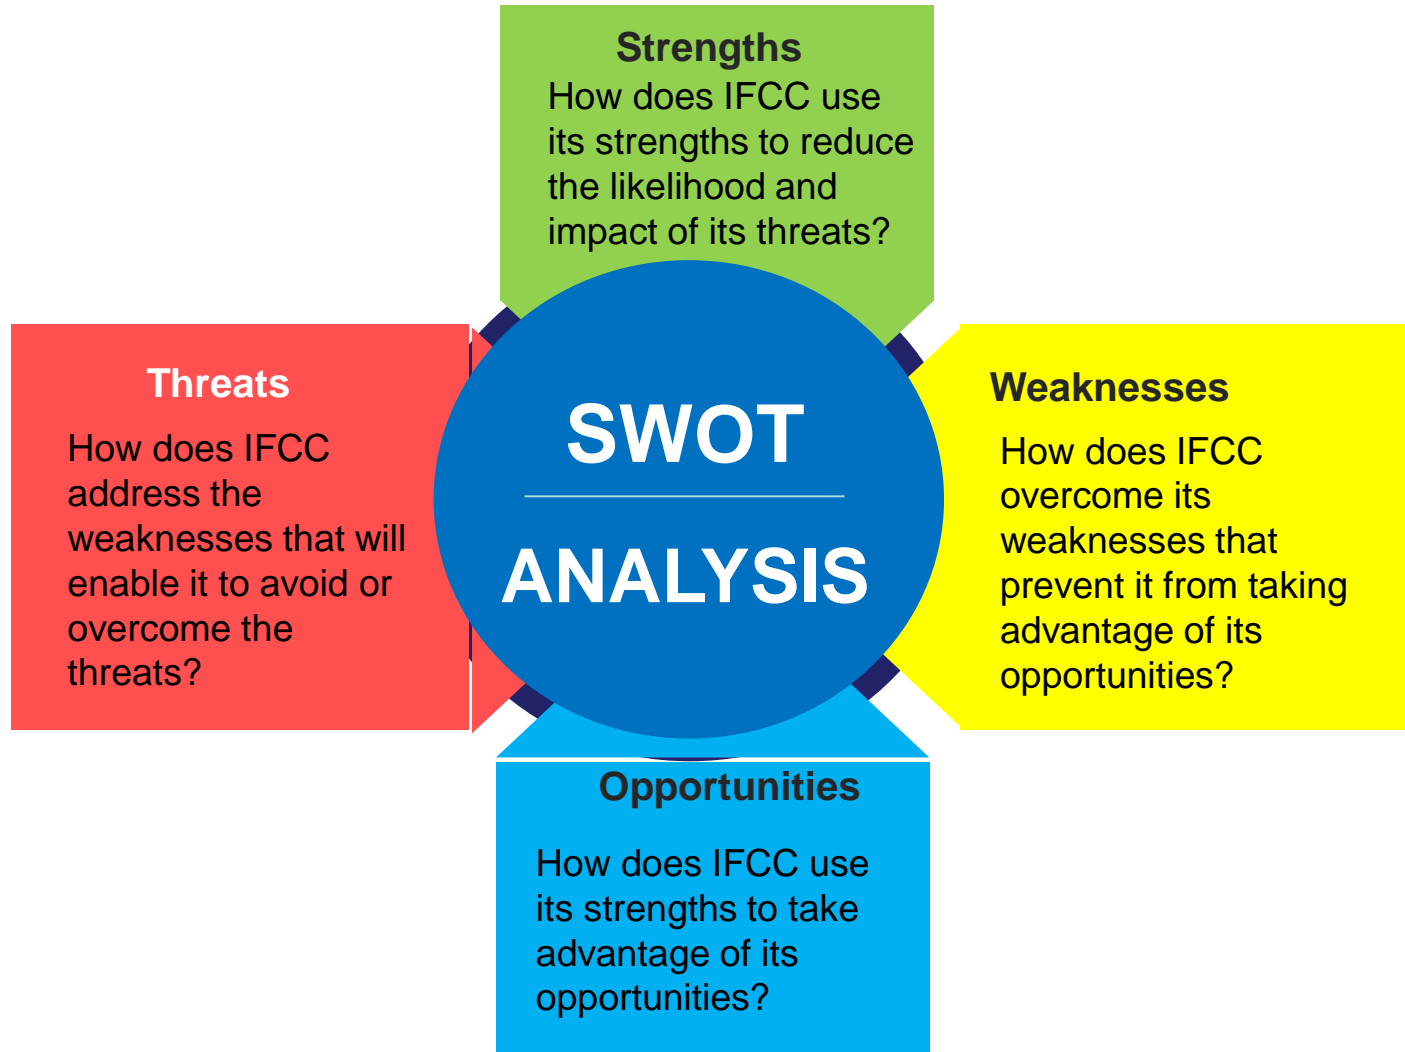 Strengths
How does IFCC use
its strengths to reduce
the likelihood and
impact of its threats?
Threats
How does IFCC
address the
weaknesses that will
enable it to avoid or
overcome the
threats?
SWOT
ANALYSIS
Weaknesses
How does IFCC
overcome its
weaknesses that
prevent it from taking
advantage of its
opportunities?
Opportunities
How does IFCC use
its strengths to take
advantage of its
opportunities?